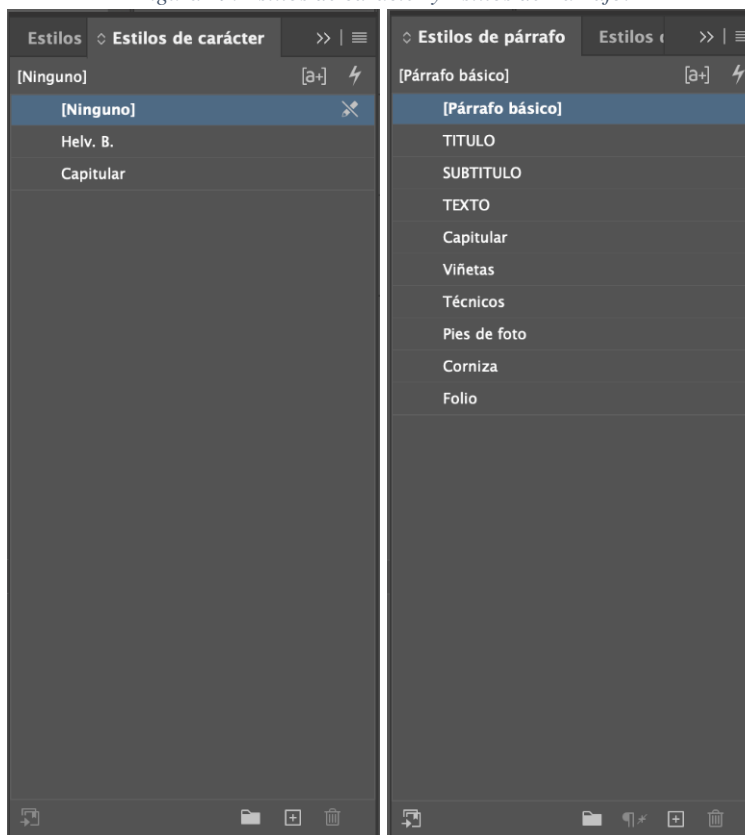 Estilos Estilos de carácter
[Ninguno] [a+]
[Ninguno]
Helv. B.
Capitular
Estilos de párrafo Estilos
[Párrafo básico] [a+]
[Párrafo básico]
TITULO
SUBTITULO
TEXTO
Capitular
Viñetas
Técnicos
Pies de foto
Corniza
Folio